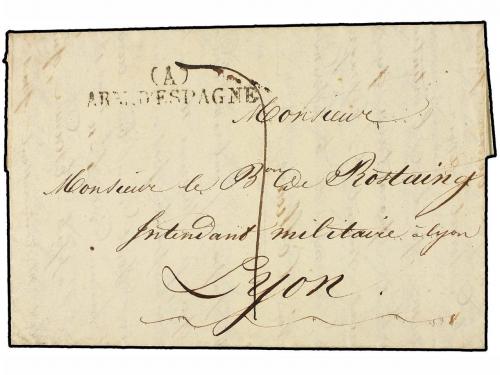 (A)
ARM. D'ESPAGNE
Monsieur
Monsieur le Bon de Rostaing
Intendant militaire à lyon
Lyon.